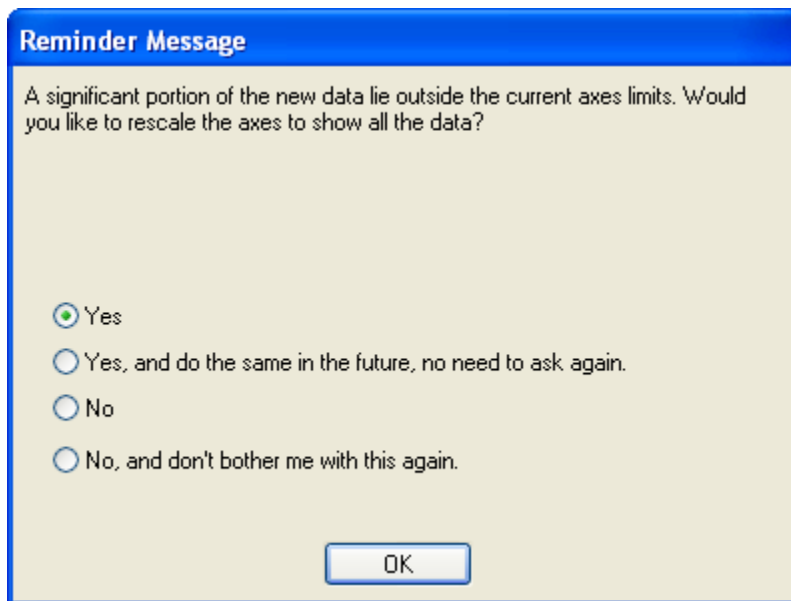 Reminder Message
A significant portion of the new data lie outside the current axes limits. Would
you like to rescale the axes to show all the data?
Yes
Yes, and do the same in the future, no need to ask again.
No
No, and don't bother me with this again.
OK